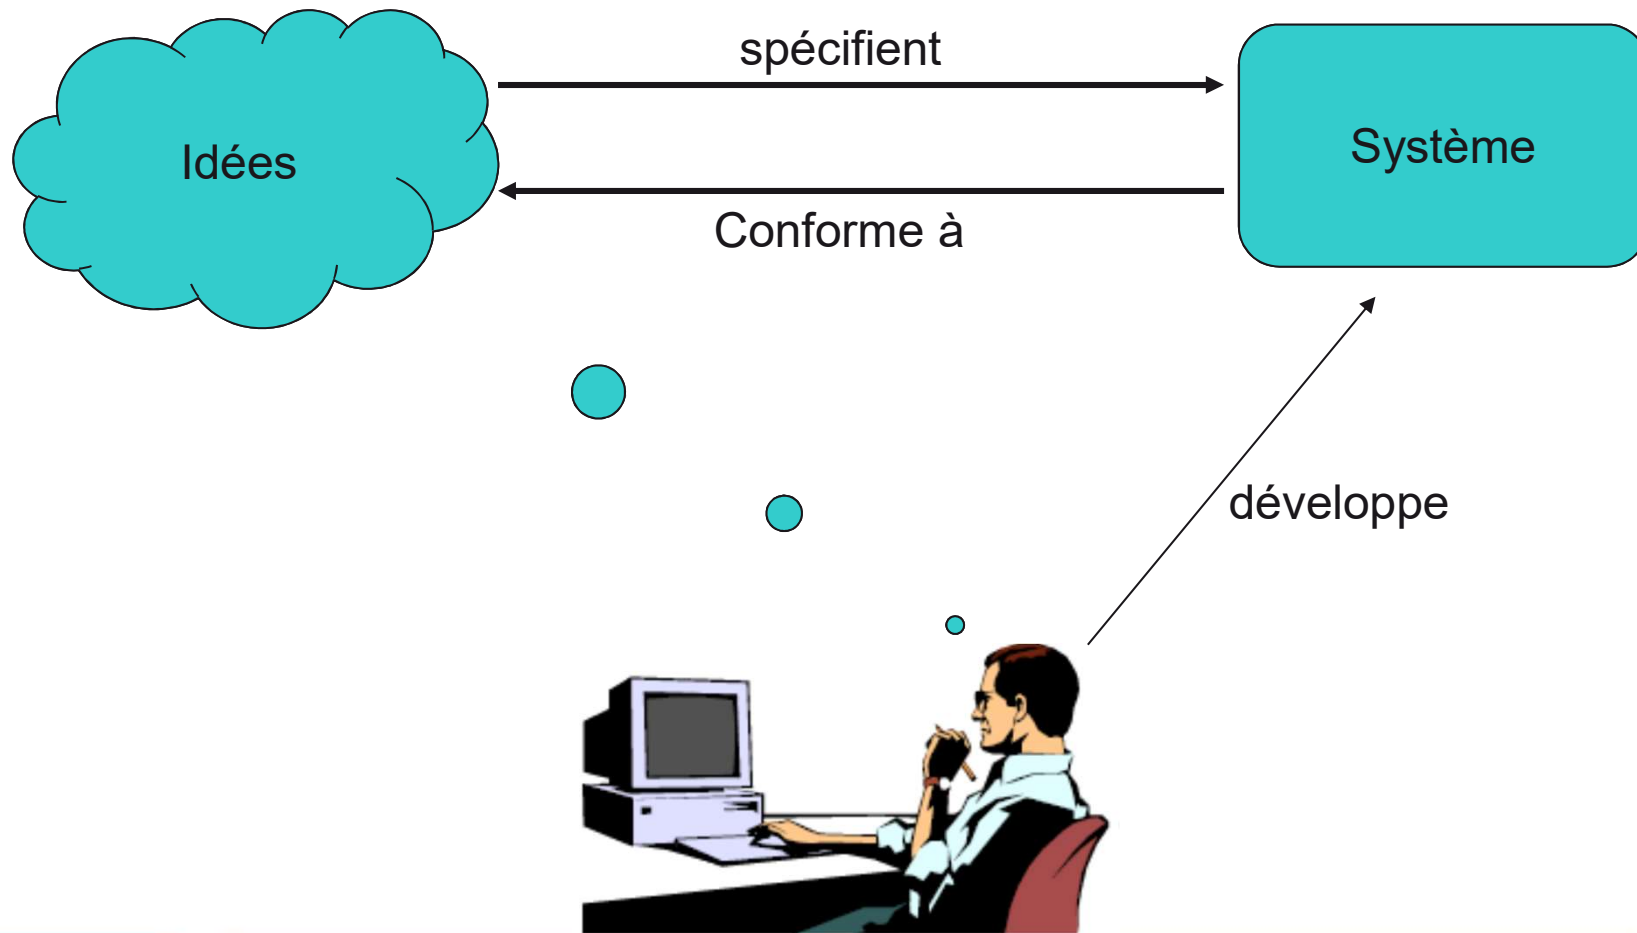 spécifient
Idées
Système
Conforme à
développe